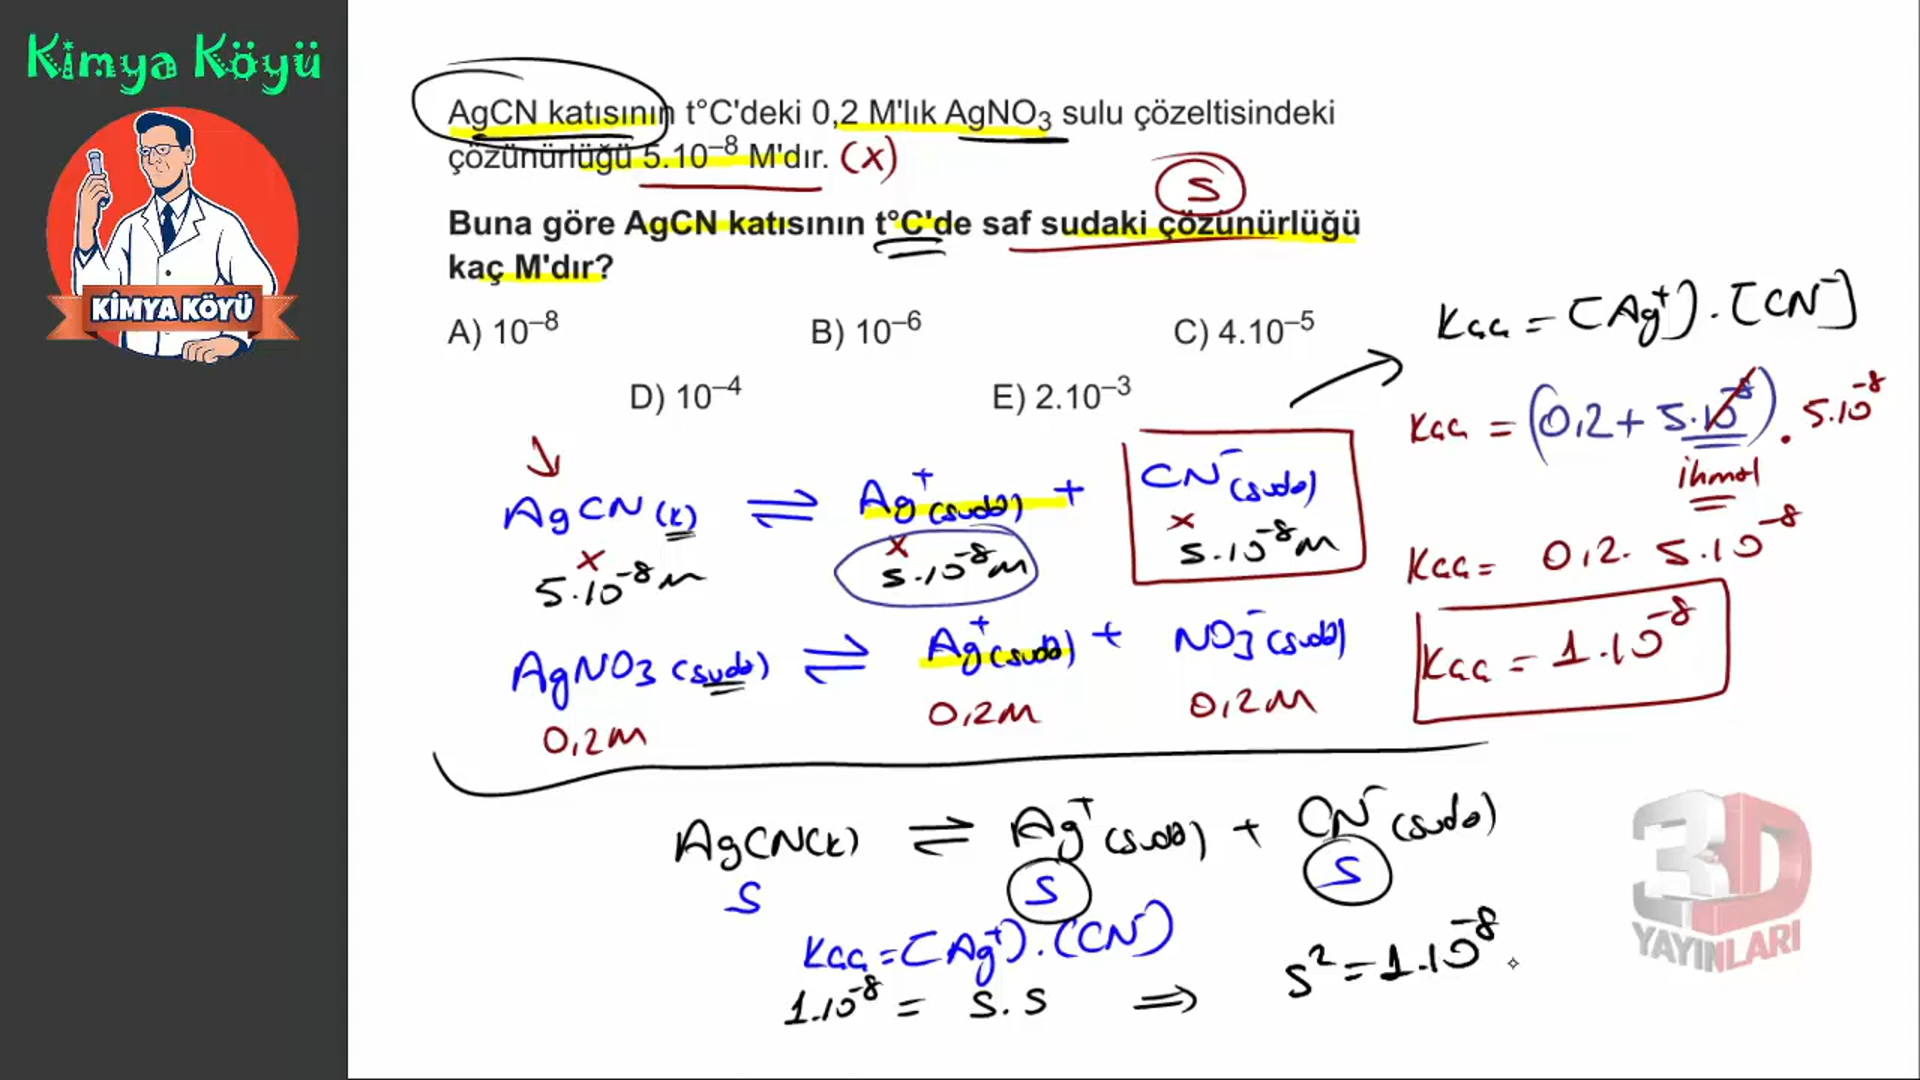 Kimya Köyü
KİMYA KÖYÜ
AgCN katısının t°C'deki 0,2 M'lık AgNO₃ sulu çözeltisindeki
çözünürlüğü 5.10⁻⁸ M'dır. (x)
S
Buna göre AgCN katısının t°C'de saf sudaki çözünürlüğü
kaç M'dır?
A) 10⁻⁸ B) 10⁻⁶ C) 4.10⁻⁵
D) 10⁻⁴ E) 2.10⁻³
Kçç = [Ag⁺].[CN⁻]
Kçç = (0,2 + 5.10⁻⁸) . 5.10⁻⁸
ihmal
Kçç = 0,2. 5.10⁻⁸
Kçç = 1.10⁻⁸
AgCN(k) ⇌ Ag⁺(suda) + CN⁻(suda)
x x x
5.10⁻⁸M 5.10⁻⁸M 5.10⁻⁸M
AgNO3(suda) ⇌ Ag⁺(suda) + NO3⁻(suda)
0,2M 0,2M 0,2M
AgCN(k) ⇌ Ag⁺(suda) + CN⁻(suda)
S S S
Kçç = [Ag⁺].(CN⁻)
1.10⁻⁸ = S.S ⇒ S² = 1.10⁻⁸
3D
YAYINLARI